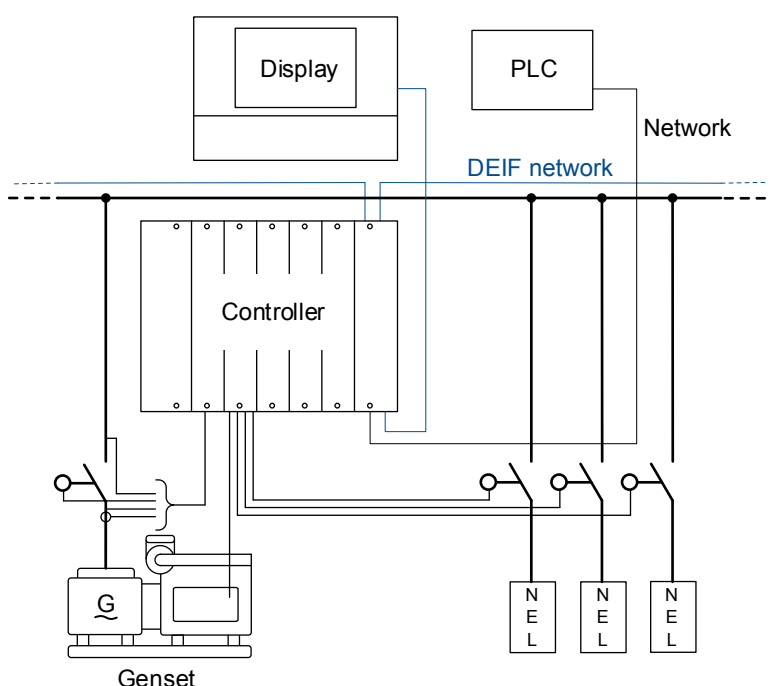 Display
PLC
Network
DEIF network
Controller
G
Genset
N
E
L
N
E
L
N
E
L